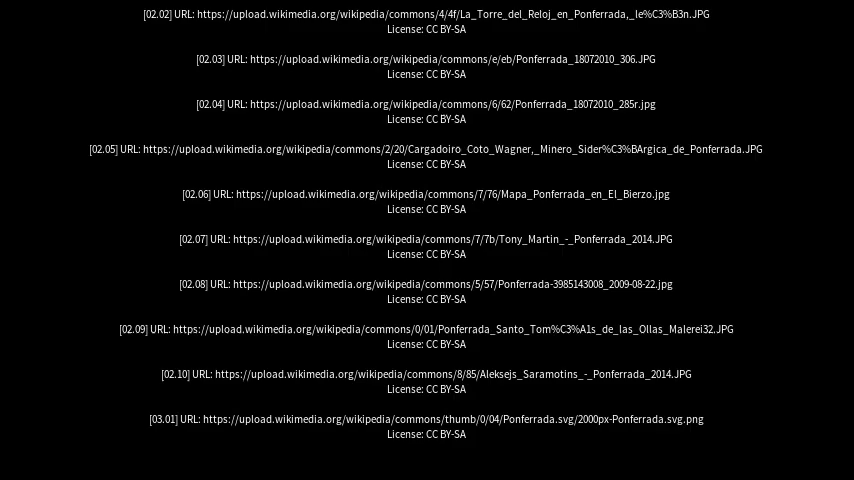 [02.02] URL: https://upload.wikimedia.org/wikipedia/commons/4/4f/La_Torre_del_Reloj_en_Ponferrada,_le%C3%B3n.JPG
License: CC BY-SA
[02.03] URL: https://upload.wikimedia.org/wikipedia/commons/e/eb/Ponferrada_18072010_306.JPG
License: CC BY-SA
[02.04] URL: https://upload.wikimedia.org/wikipedia/commons/6/62/Ponferrada_18072010_285r.jpg
License: CC BY-SA
[02.05] URL: https://upload.wikimedia.org/wikipedia/commons/2/20/Cargadoiro_Coto_Wagner,_Minero_Sider%C3%BArgica_de_Ponferrada.JPG
License: CC BY-SA
[02.06] URL: https://upload.wikimedia.org/wikipedia/commons/7/76/Mapa_Ponferrada_en_El_Bierzo.jpg
License: CC BY-SA
[02.07] URL: https://upload.wikimedia.org/wikipedia/commons/7/7b/Tony_Martin_-_Ponferrada_2014.JPG
License: CC BY-SA
[02.08] URL: https://upload.wikimedia.org/wikipedia/commons/5/57/Ponferrada-3985143008_2009-08-22.jpg
License: CC BY-SA
[02.09] URL: https://upload.wikimedia.org/wikipedia/commons/0/01/Ponferrada_Santo_Tom%C3%A1s_de_las_Ollas_Malerei32.JPG
License: CC BY-SA
[02.10] URL: https://upload.wikimedia.org/wikipedia/commons/8/85/Aleksejs_Saramotins_-_Ponferrada_2014.JPG
License: CC BY-SA
[03.01] URL: https://upload.wikimedia.org/wikipedia/commons/thumb/0/04/Ponferrada.svg/2000px-Ponferrada.svg.png
License: CC BY-SA